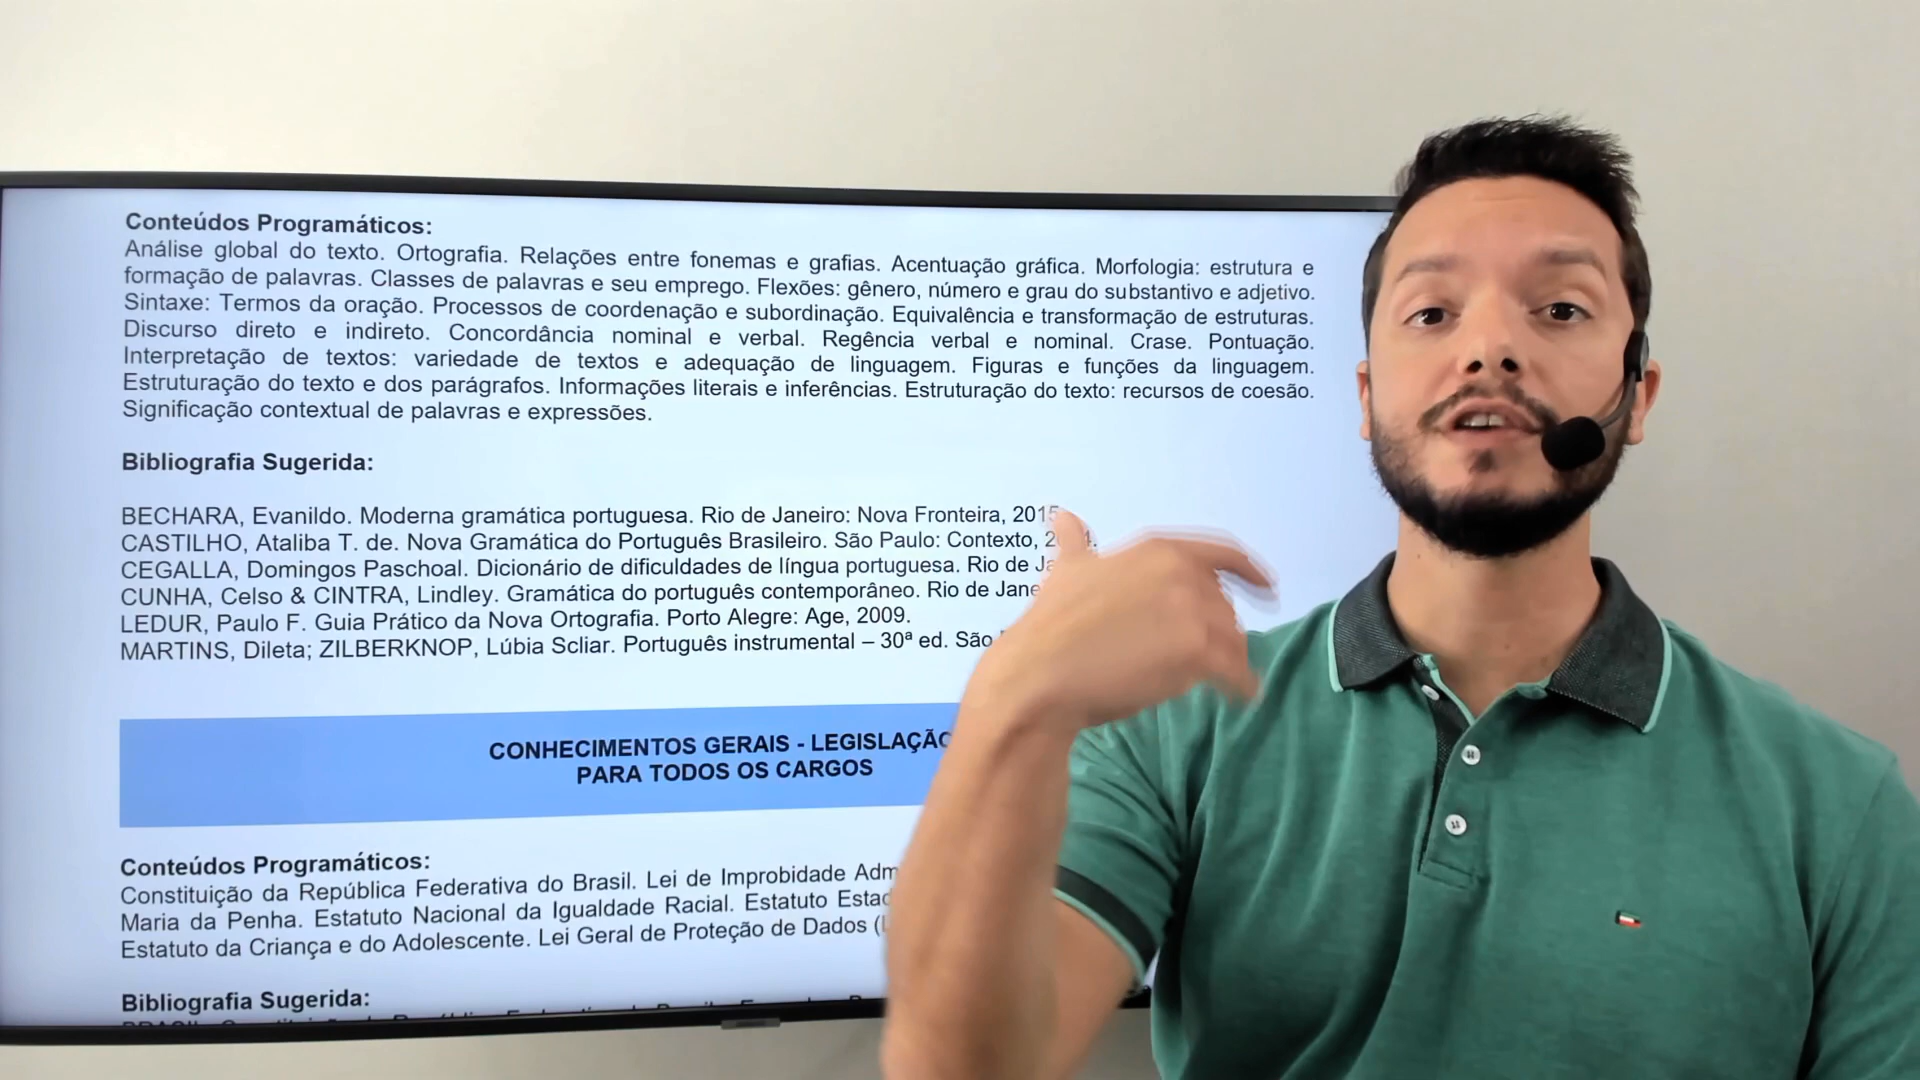 Conteúdos Programáticos:
Análise global do texto. Ortografia. Relações entre fonemas e grafias. Acentuação gráfica. Morfologia: estrutura e
formação de palavras. Classes de palavras e seu emprego. Flexões: gênero, número e grau do substantivo e adjetivo.
Sintaxe: Termos da oração. Processos de coordenação e subordinação. Equivalência e transformação de estruturas.
Discurso direto e indireto. Concordância nominal e verbal. Regência verbal e nominal. Crase. Pontuação.
Interpretação de textos: variedade de textos e adequação de linguagem. Figuras e funções da linguagem.
Estruturação do texto e dos parágrafos. Informações literais e inferências. Estruturação do texto: recursos de coesão.
Significação contextual de palavras e expressões.
Bibliografia Sugerida:
BECHARA, Evanildo. Moderna gramática portuguesa. Rio de Janeiro: Nova Fronteira, 2015
CASTILHO, Ataliba T. de. Nova Gramática do Português Brasileiro. São Paulo: Contexto,
CEGALLA, Domingos Paschoal. Dicionário de dificuldades de língua portuguesa. Rio de
CUNHA, Celso & CINTRA, Lindley. Gramática do português contemporâneo. Rio de
LEDUR, Paulo F. Guia Prático da Nova Ortografia. Porto Alegre: Age, 2009.
MARTINS, Dileta; ZILBERKNOP, Lúbia Scliar. Português instrumental – 30ª ed. São
CONHECIMENTOS GERAIS - LEGISLAÇÃO
PARA TODOS OS CARGOS
Conteúdos Programáticos:
Constituição da República Federativa do Brasil. Lei de Improbidade
Maria da Penha. Estatuto Nacional da Igualdade Racial. Estatuto
Estatuto da Criança e do Adolescente. Lei Geral de Proteção de Dados
Bibliografia Sugerida: